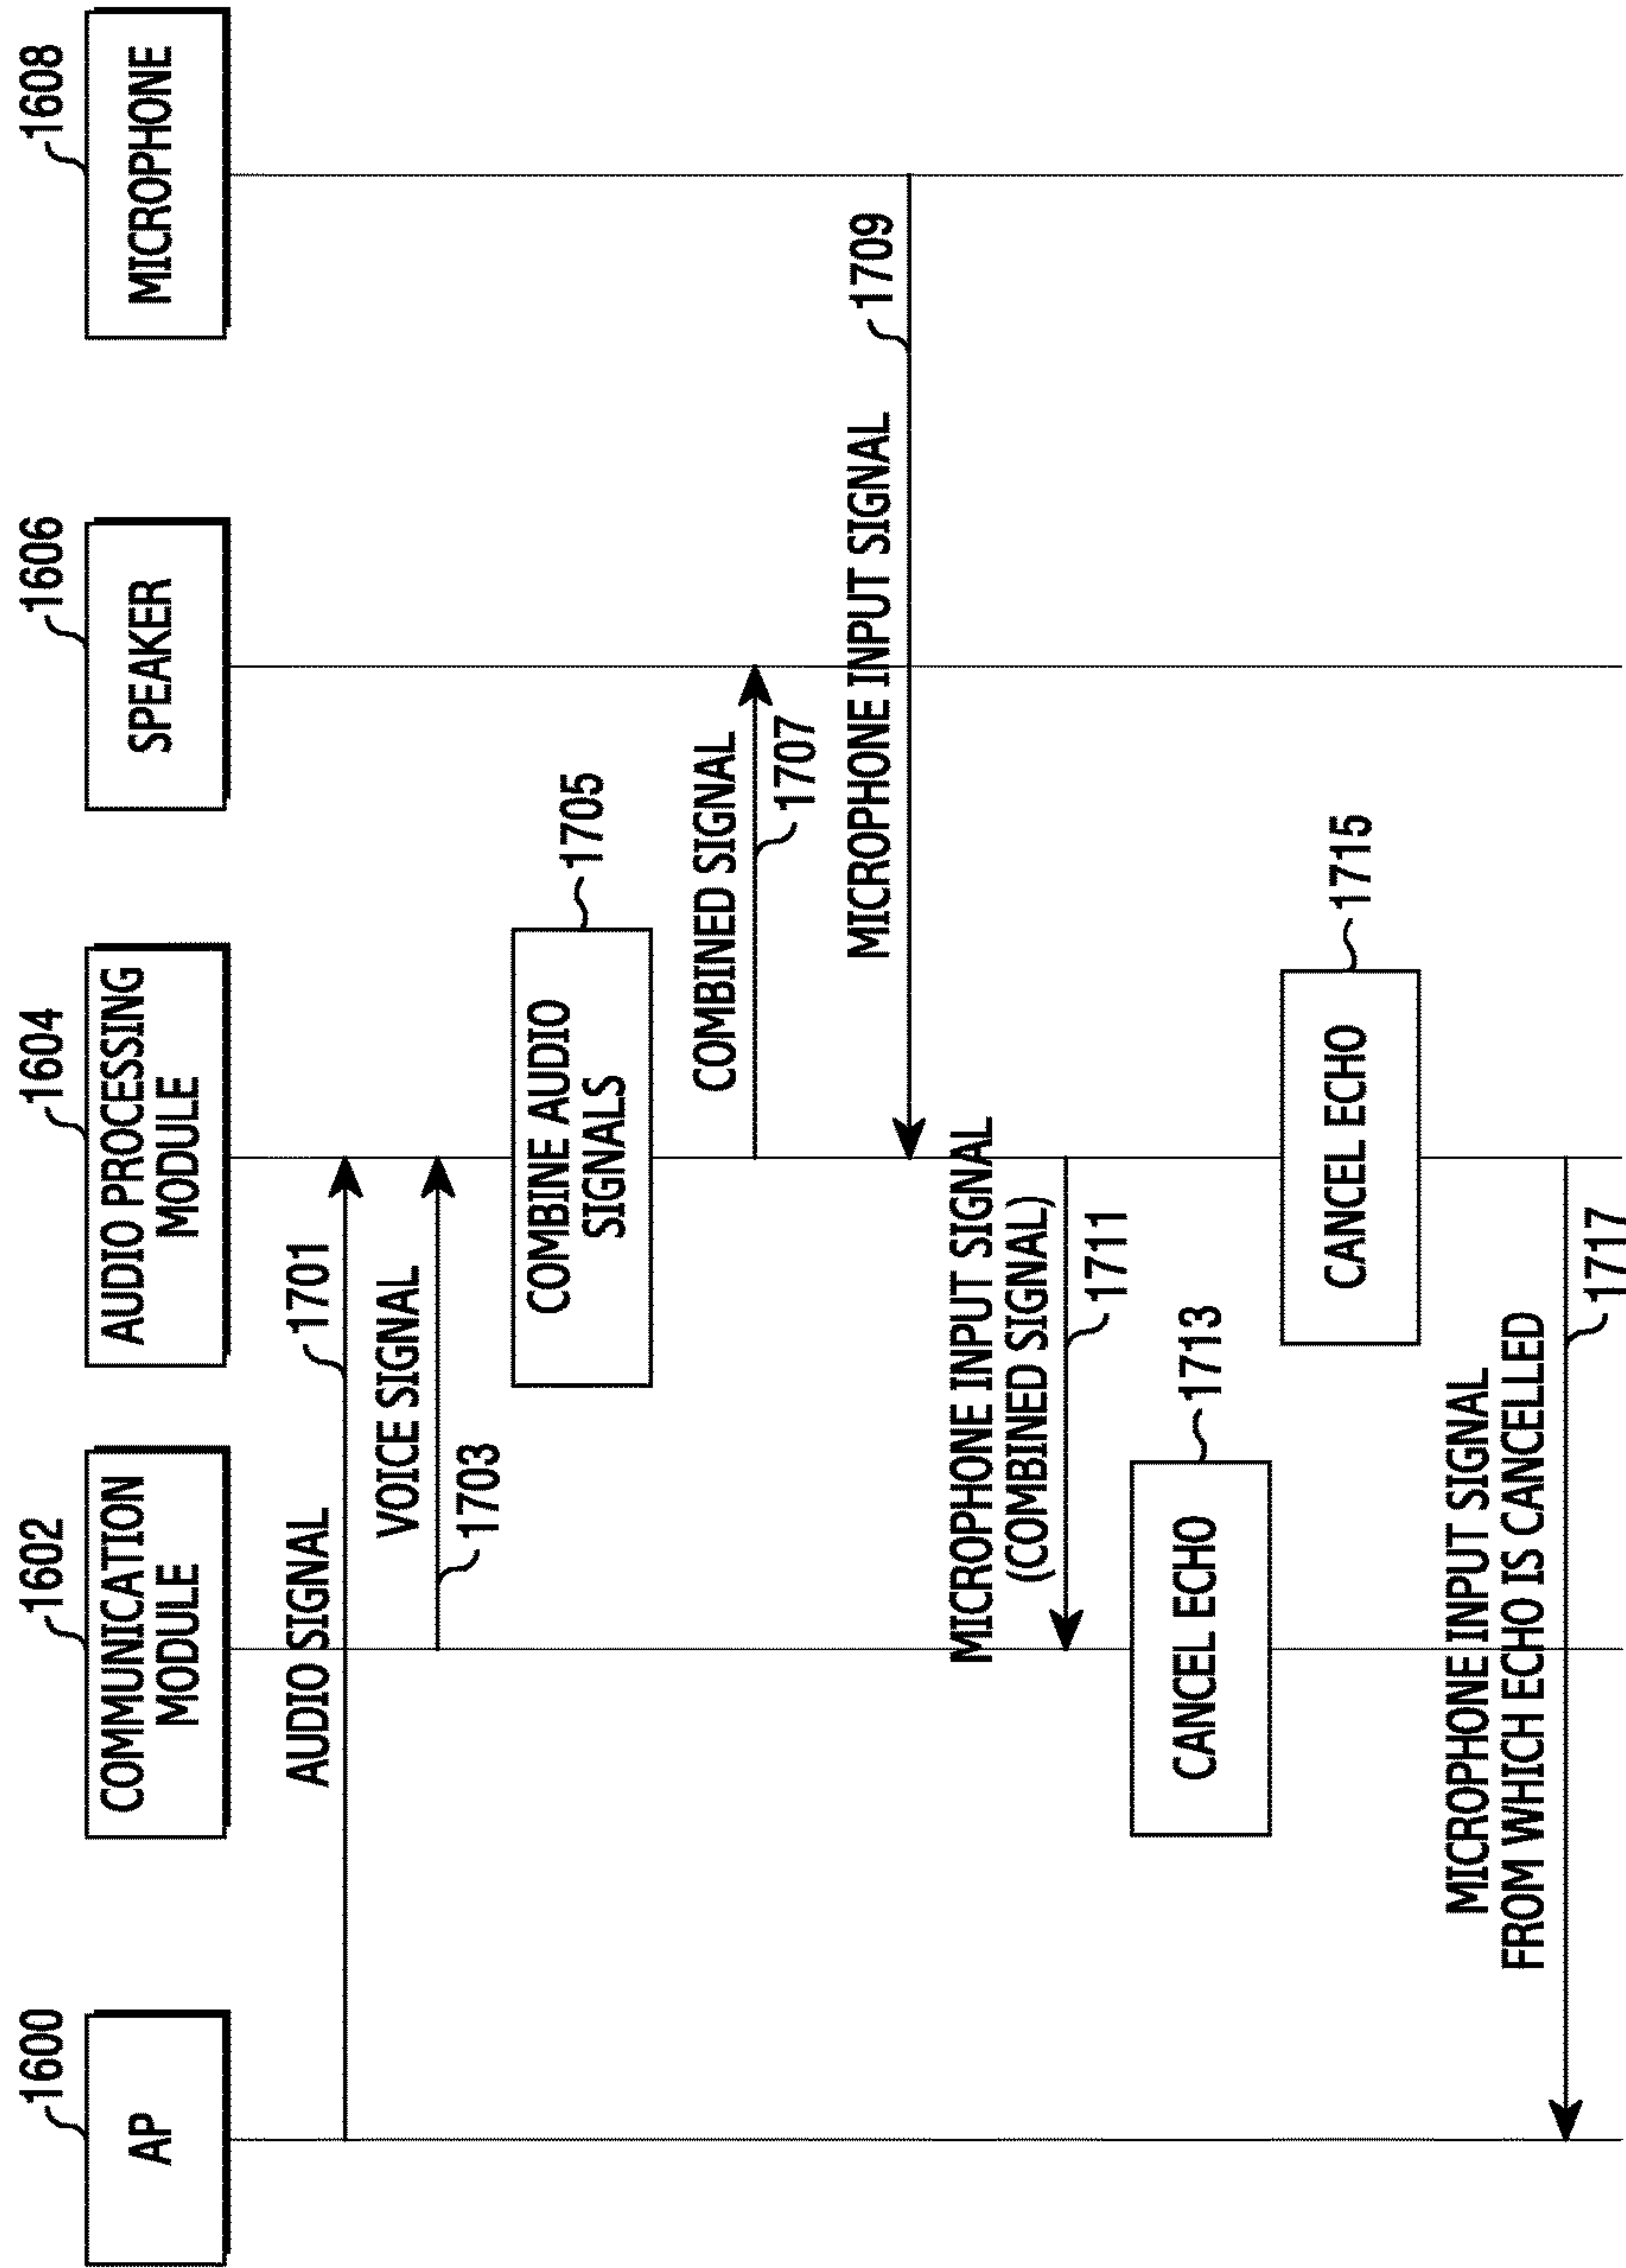 1600
AP
1602
COMMUNICATION
MODULE
1604
AUDIO PROCESSING
MODULE
1606
SPEAKER
1608
MICROPHONE
AUDIO SIGNAL
1701
VOICE SIGNAL
1703
COMBINE AUDIO
SIGNALS
1705
COMBINED SIGNAL
1707
MICROPHONE INPUT SIGNAL
1709
MICROPHONE INPUT SIGNAL
(COMBINED SIGNAL)
1711
CANCEL ECHO
1713
CANCEL ECHO
1715
MICROPHONE INPUT SIGNAL
FROM WHICH ECHO IS CANCELLED
1717